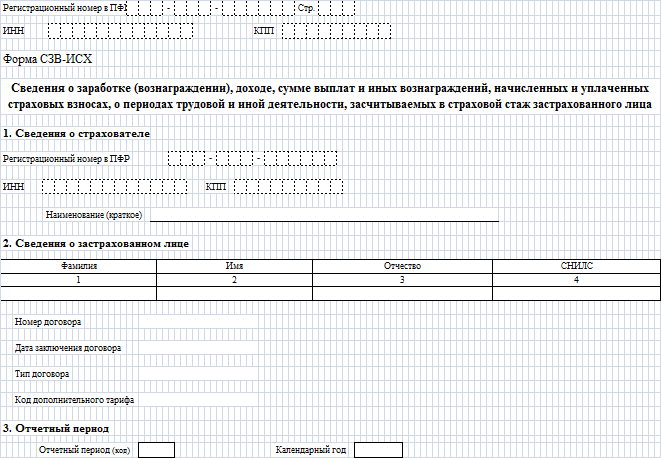 Регистрационный номер в ПФР - - Стр.
ИНН КПП
Форма СЗВ-ИСХ
Сведения о заработке (вознаграждении), доходе, сумме выплат и иных вознаграждений, начисленных и уплаченных
страховых взносах, о периодах трудовой и иной деятельности, засчитываемых в страховой стаж застрахованного лица
1. Сведения о страхователе
Регистрационный номер в ПФР - -
ИНН КПП
Наименование (краткое)
2. Сведения о застрахованном лице
Фамилия Имя Отчество СНИЛС
1 2 3 4
Номер договора
Дата заключения договора
Тип договора
Код дополнительного тарифа
3. Отчетный период
Отчетный период (код) Календарный год